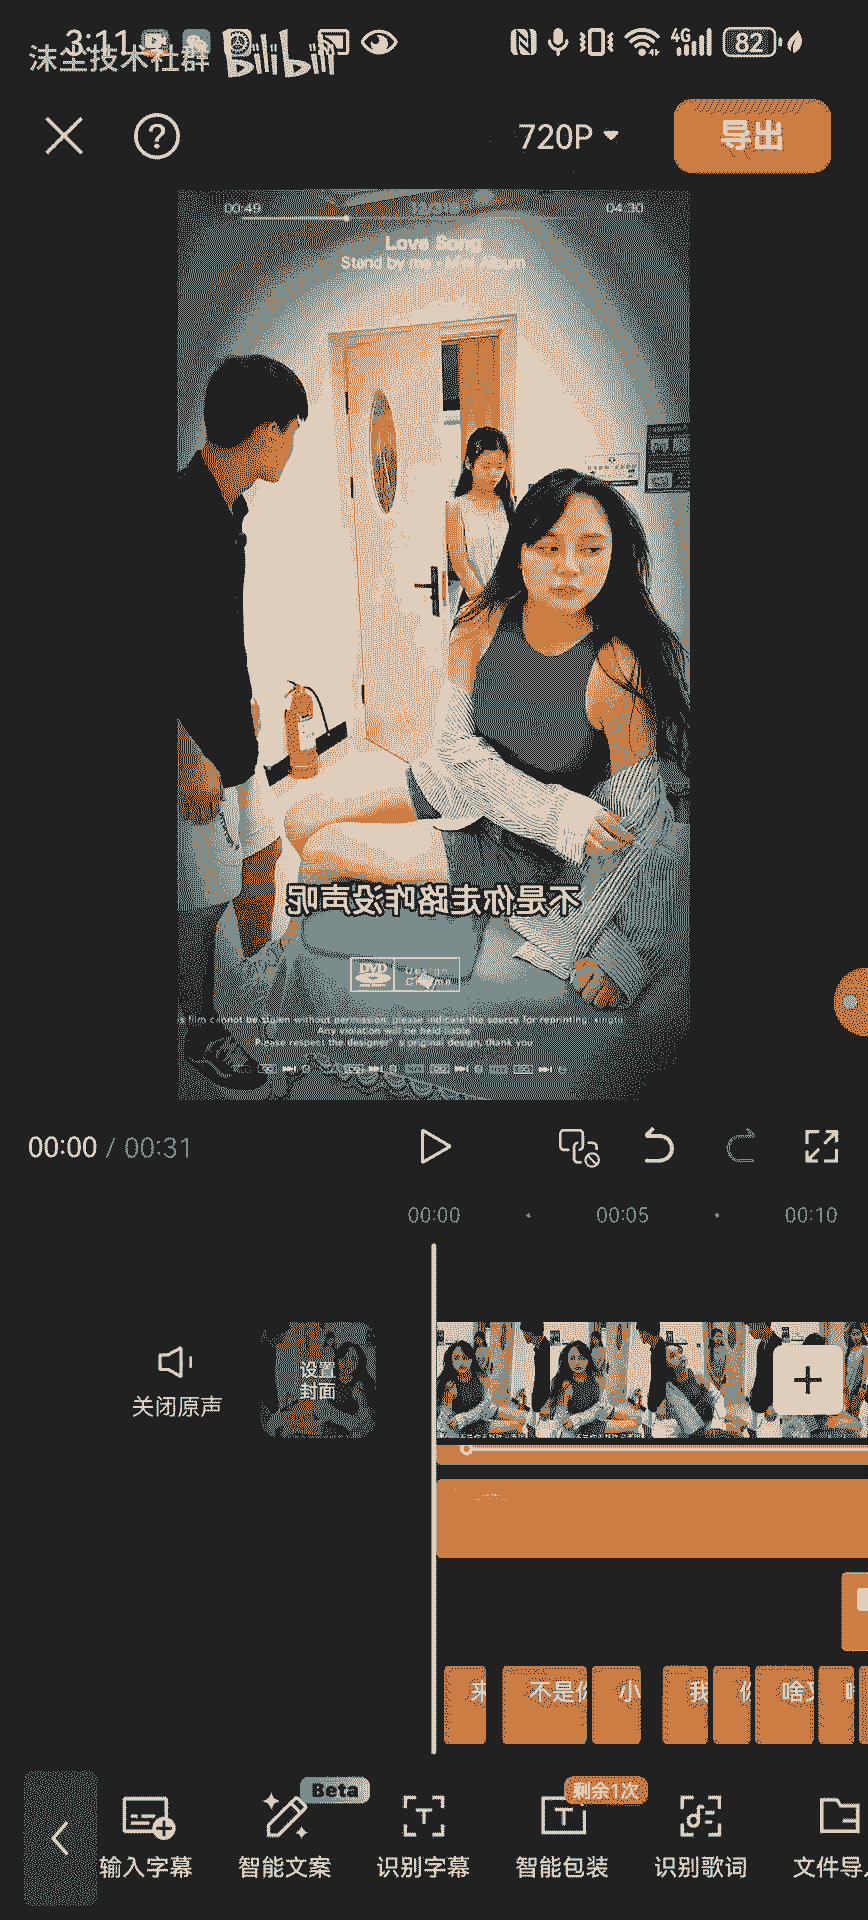 3:11
沫尘技术社群 bilibili
4G 82
720P
导出
00:49
04:30
Love Song
Stand by me
Album
不是你走路咋没声呢
DVD Design
s film cannot be stolen without permission, please indicate the source for reprinting. xingtu
Any violation will be held liable
Please respect the designer's original design, thank you
00:00 / 00:31
00:00 00:05 00:10
关闭原声
设置
封面
来 不是 小 我 啥
Beta
剩余1次
输入字幕 智能文案 识别字幕 智能包装 识别歌词 文件导